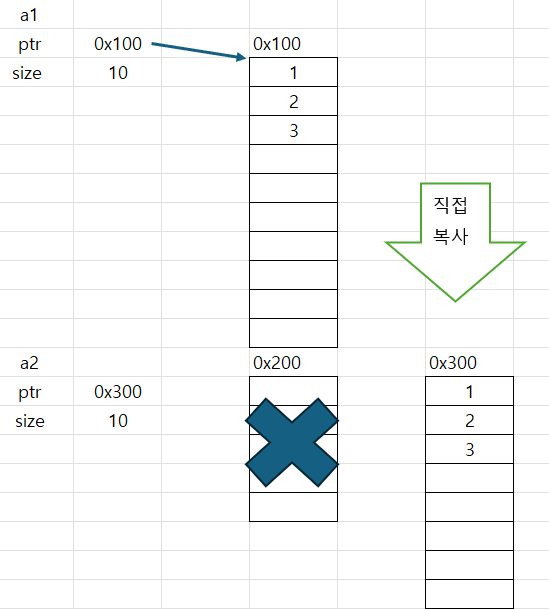 a1
ptr 0x100 0x100
size 10 1
2
3
직접
복사
a2 0x200 0x300
ptr 0x300 1
size 10 2
3